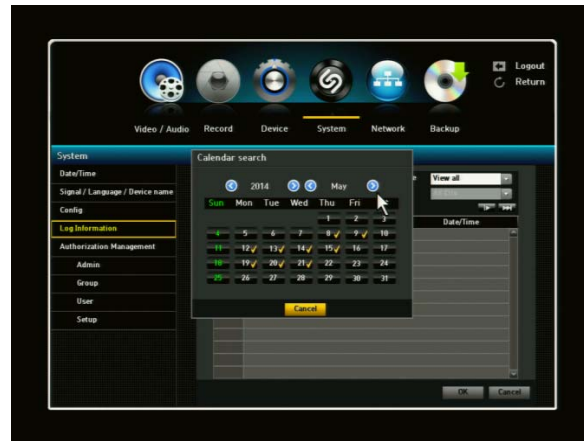 Logout
Return
Video / Audio Record Device System Network Backup
System
Calendar search
Date/Time
Signal / Language / Device name
Config
Log Information
Authorization Management
Admin
Group
User
Setup
2014 May
Sun Mon Tue Wed Thu Fri
1 2 3
4 5 6 7 8 9 10
11 12 13 14 15 16 17
18 19 20 21 22 23 24
25 26 27 28 29 30 31
Cancel
View all
Date/Time
OK Cancel